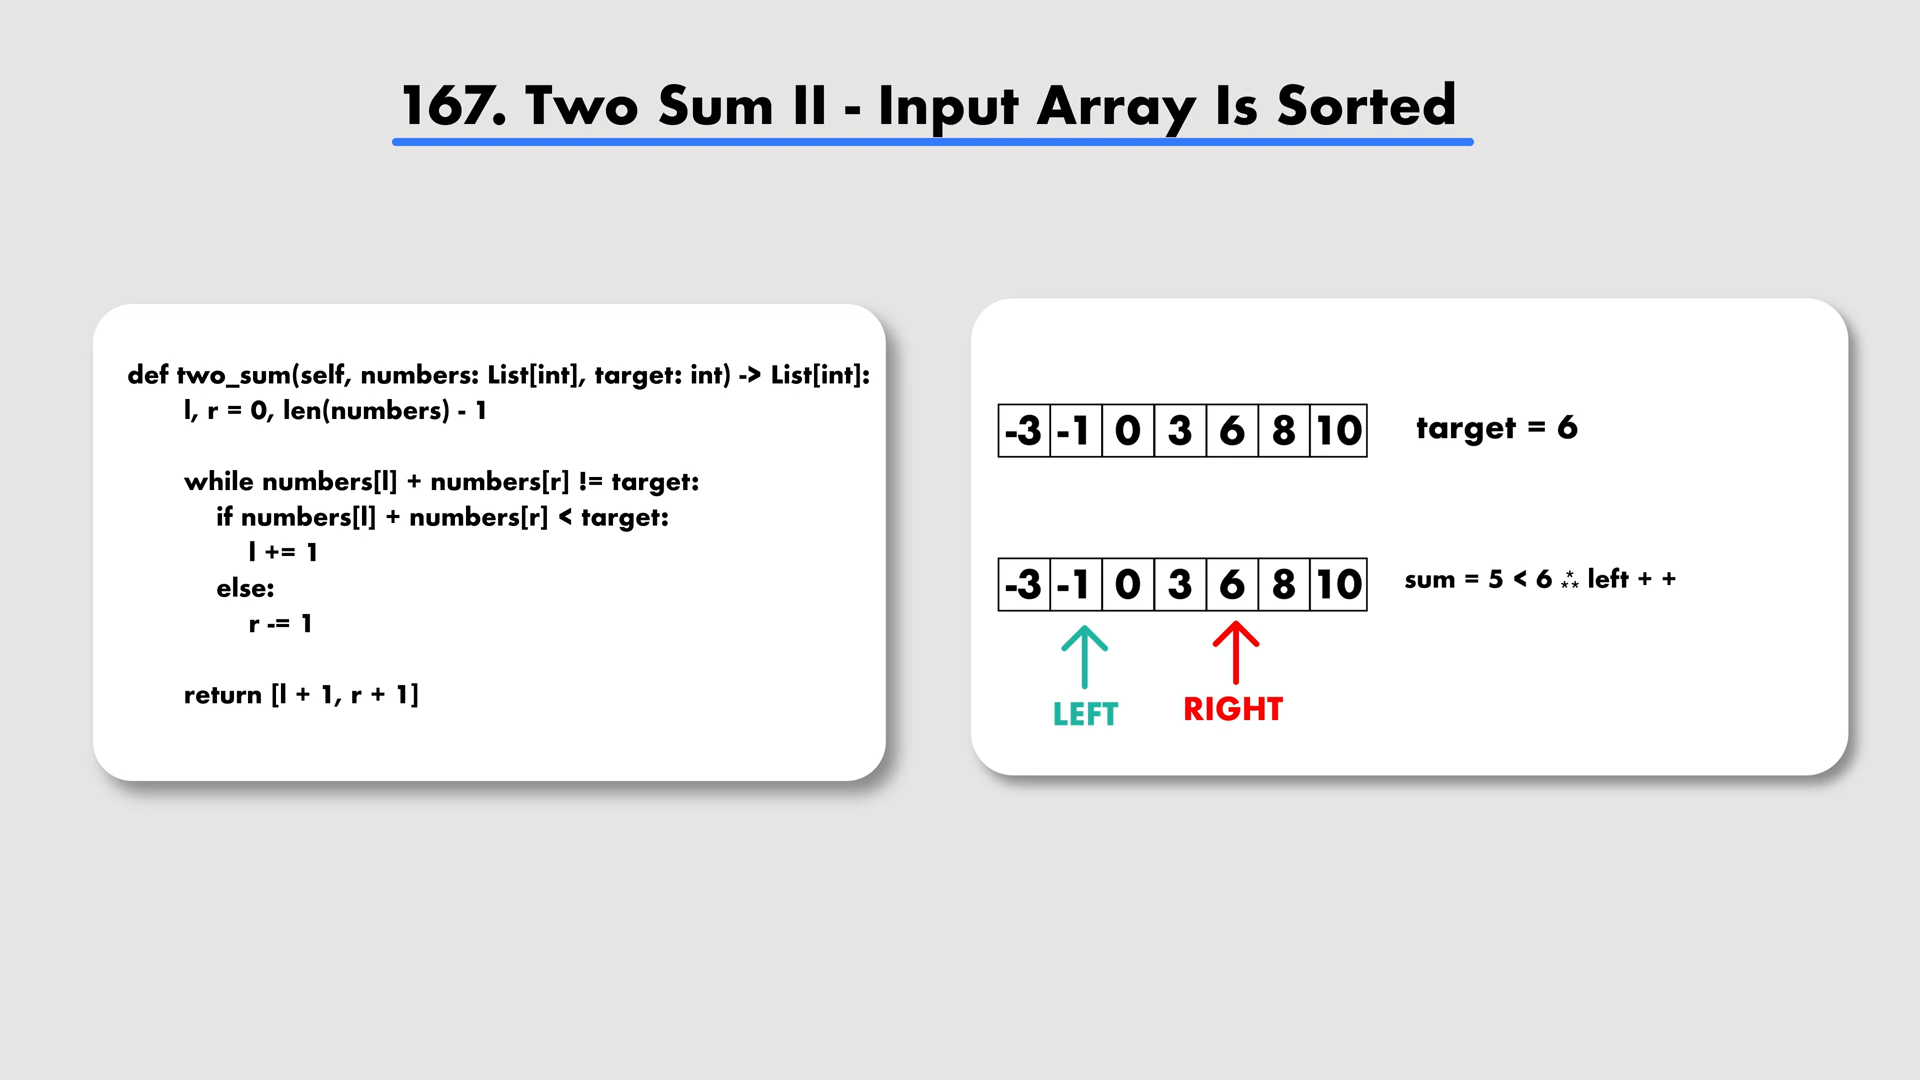 167. Two Sum II - Input Array Is Sorted
def two_sum(self, numbers: List[int], target: int) -> List[int]:
l, r = 0, len(numbers) - 1
while numbers[l] + numbers[r] != target:
if numbers[l] + numbers[r] < target:
l += 1
else:
r -= 1
return [l + 1, r + 1]
-3 -1 0 3 6 8 10 target = 6
-3 -1 0 3 6 8 10 sum = 5 < 6 ⁂ left + +
LEFT RIGHT